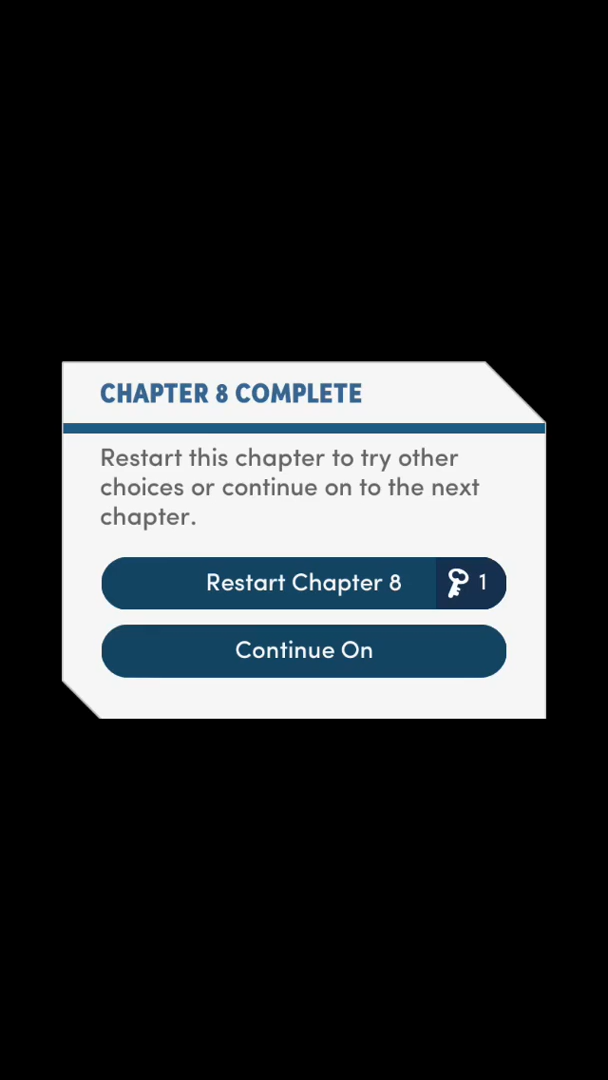 CHAPTER 8 COMPLETE
Restart this chapter to try other
choices or continue on to the next
chapter.
Restart Chapter 8 1
Continue On